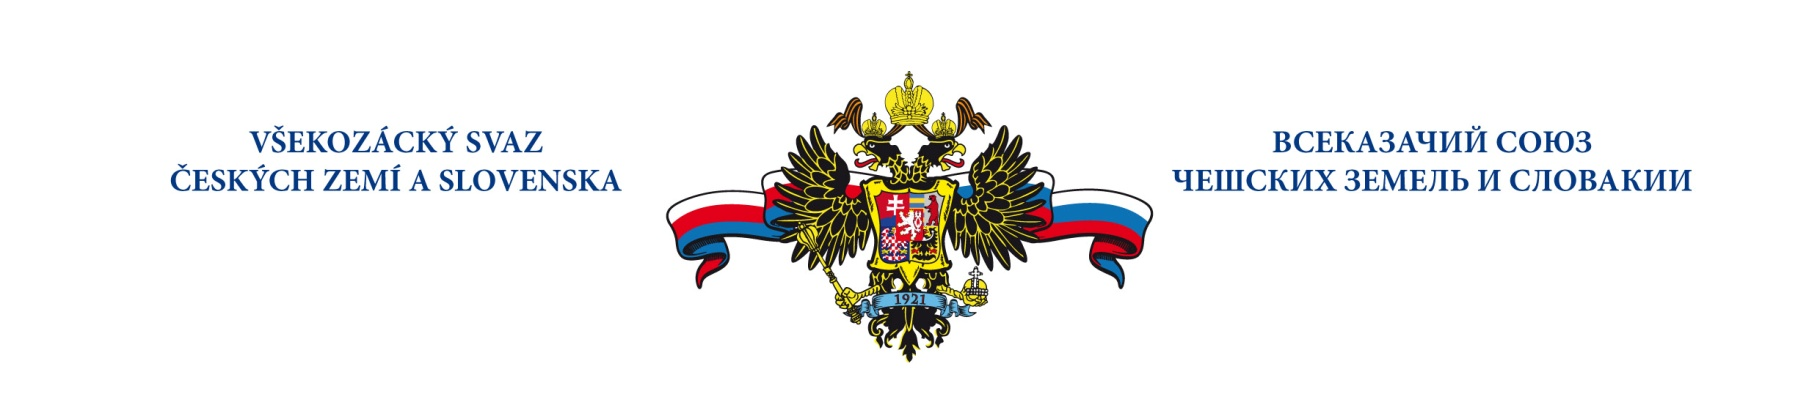 VŠEKOZÁCKÝ SVAZ
ČESKÝCH ZEMÍ A SLOVENSKA
1921
ВСЕКАЗАЧИЙ СОЮЗ
ЧЕШСКИХ ЗЕМЕЛЬ И СЛОВАКИИ